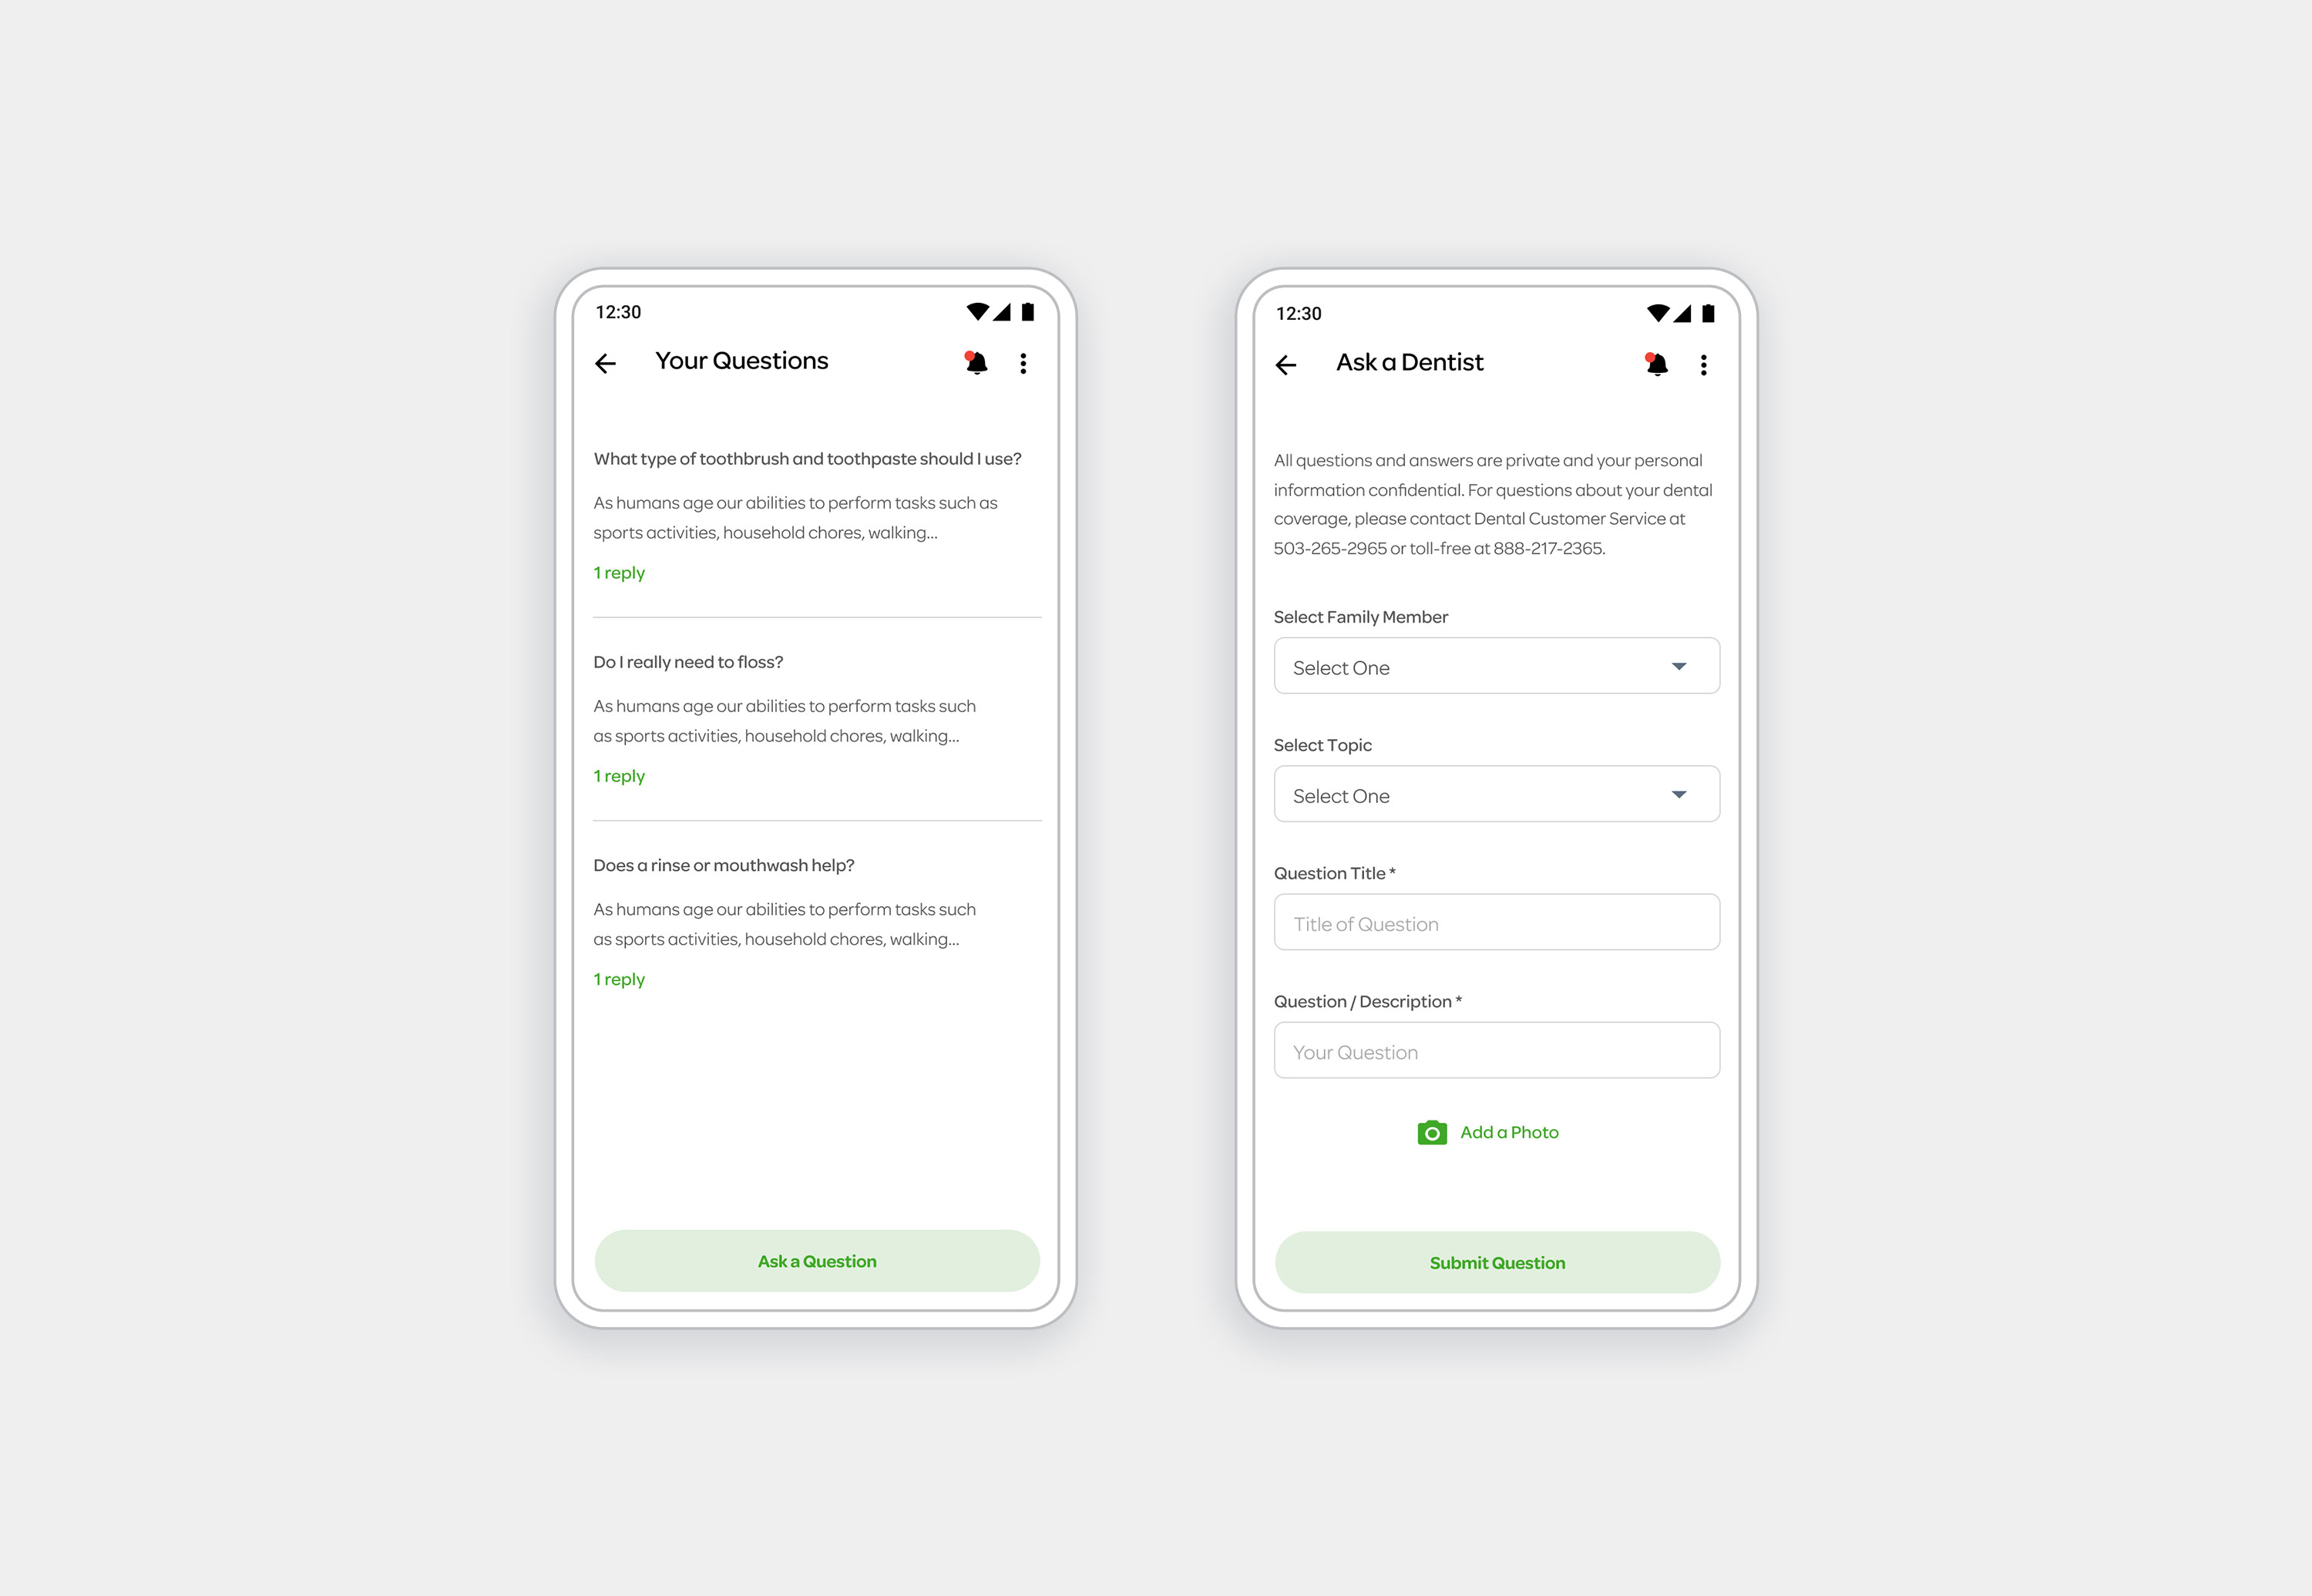 12:30
Your Questions
What type of toothbrush and toothpaste should I use?
As humans age our abilities to perform tasks such as
sports activities, household chores, walking...
1 reply
Do I really need to floss?
As humans age our abilities to perform tasks such
as sports activities, household chores, walking...
1 reply
Does a rinse or mouthwash help?
As humans age our abilities to perform tasks such
as sports activities, household chores, walking...
1 reply
Ask a Question
12:30
Ask a Dentist
All questions and answers are private and your personal
information confidential. For questions about your dental
coverage, please contact Dental Customer Service at
503-265-2965 or toll-free at 888-217-2365.
Select Family Member
Select One
Select Topic
Select One
Question Title *
Title of Question
Question / Description *
Your Question
Add a Photo
Submit Question